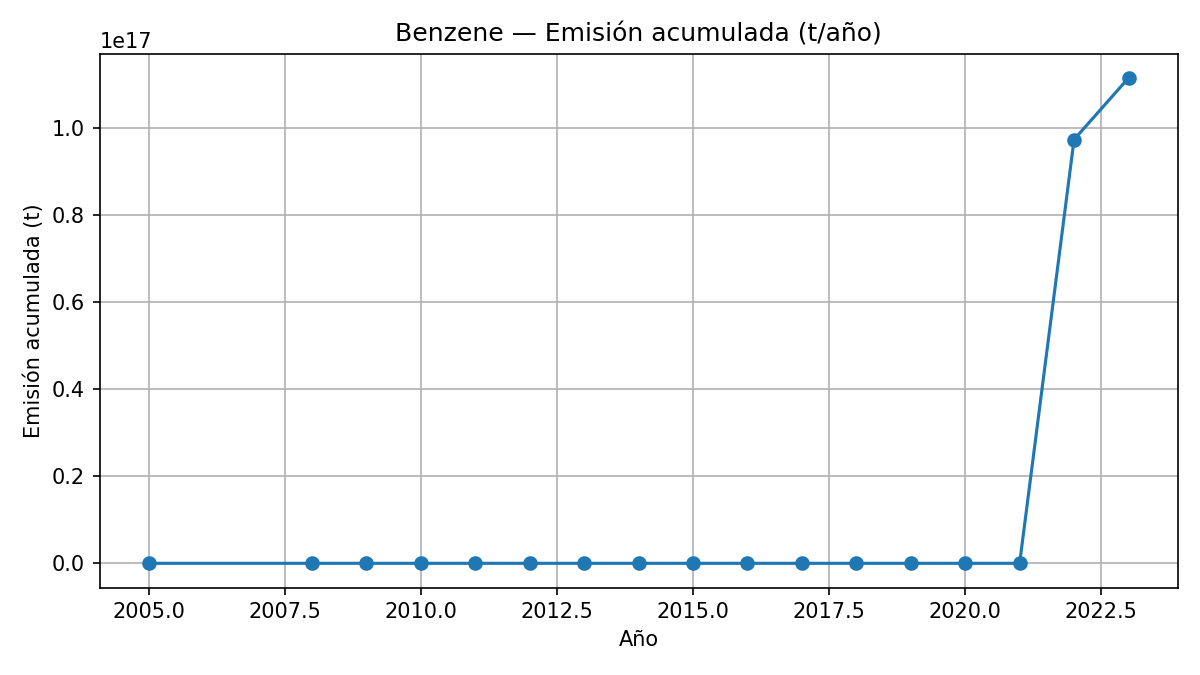 Benzene — Emisión acumulada (t/año)
1e17
1.0
0.8
0.6
0.4
0.2
0.0
Emisión acumulada (t)
2005.0 2007.5 2010.0 2012.5 2015.0 2017.5 2020.0 2022.5
Año